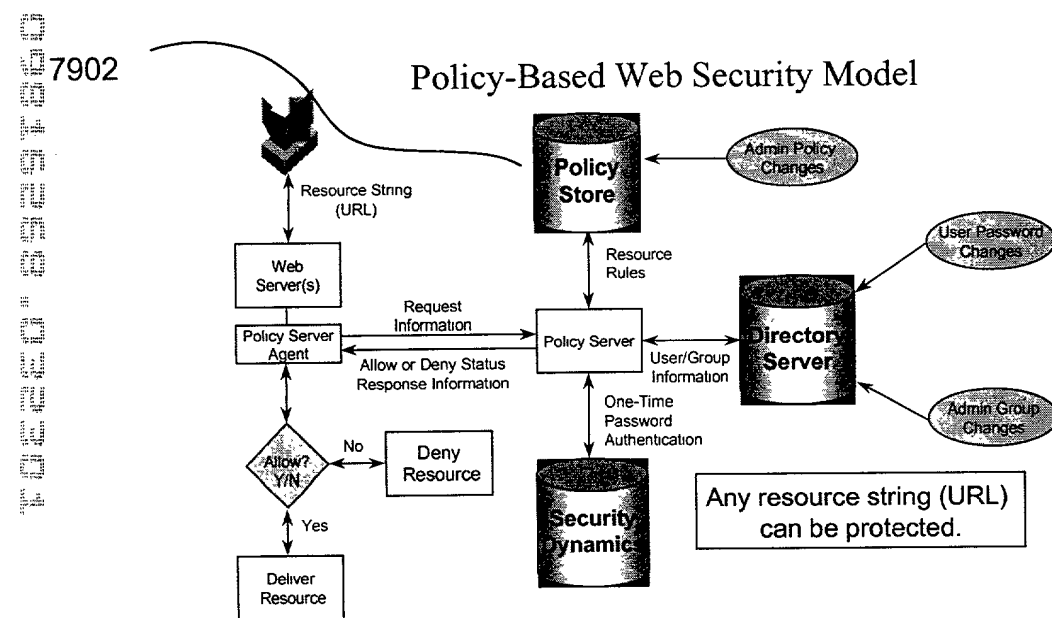 7902
Policy-Based Web Security Model
Resource String
(URL)
Policy
Store
Admin Policy
Changes
Web
Server(s)
Resource
Rules
User Password
Changes
Request
Information
Policy Server
Agent
Policy Server
Directory
Server
Allow or Deny Status
Response Information
User/Group
Information
One-Time
Password
Authentication
Admin Group
Changes
Allow?
Y/N
No
Deny
Resource
Yes
Security
Dynamics
Any resource string (URL)
can be protected.
Deliver
Resource